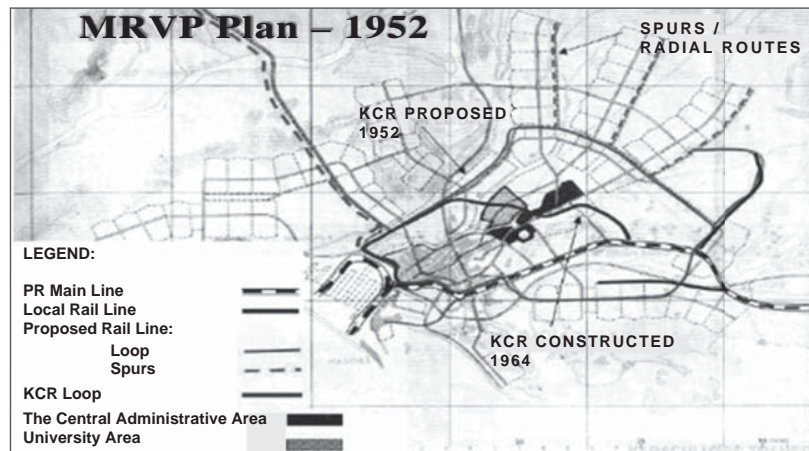 MRVP Plan – 1952
SPURS /
RADIAL ROUTES
KCR PROPOSED
1952
LEGEND:
PR Main Line
Local Rail Line
Proposed Rail Line:
Loop
Spurs
KCR Loop
The Central Administrative Area
University Area
KCR CONSTRUCTED
1964